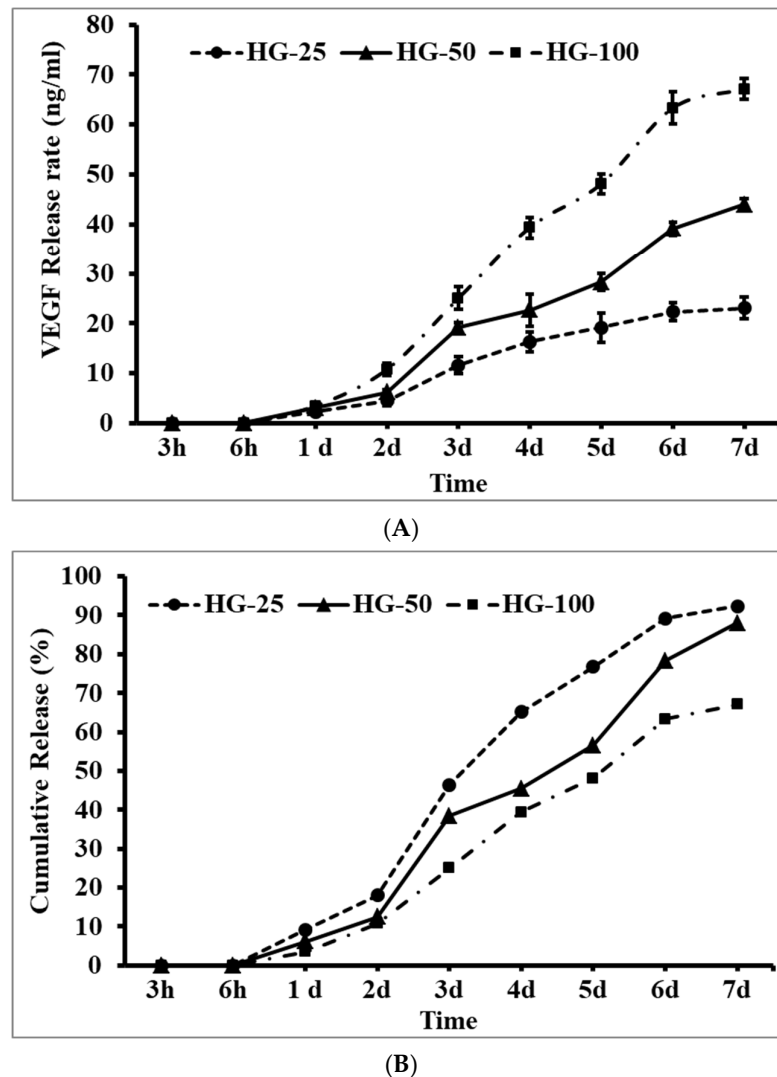 80
70
60
50
40
30
20
10
0
VEGF Release rate (ng/ml)
HG-25 HG-50 HG-100
3h 6h 1 d 2d 3d 4d 5d 6d 7d
Time
(A)
100
90
80
70
60
50
40
30
20
10
0
Cumulative Release (%)
HG-25 HG-50 HG-100
3h 6h 1 d 2d 3d 4d 5d 6d 7d
Time
(B)